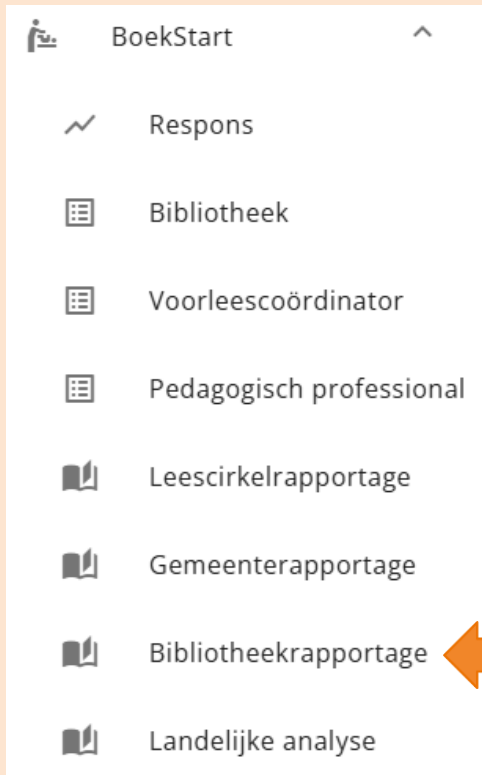 BoekStart
Respons
Bibliotheek
Voorleescoördinator
Pedagogisch professional
Leescirkelrapportage
Gemeenterapportage
Bibliotheekrapportage
Landelijke analyse